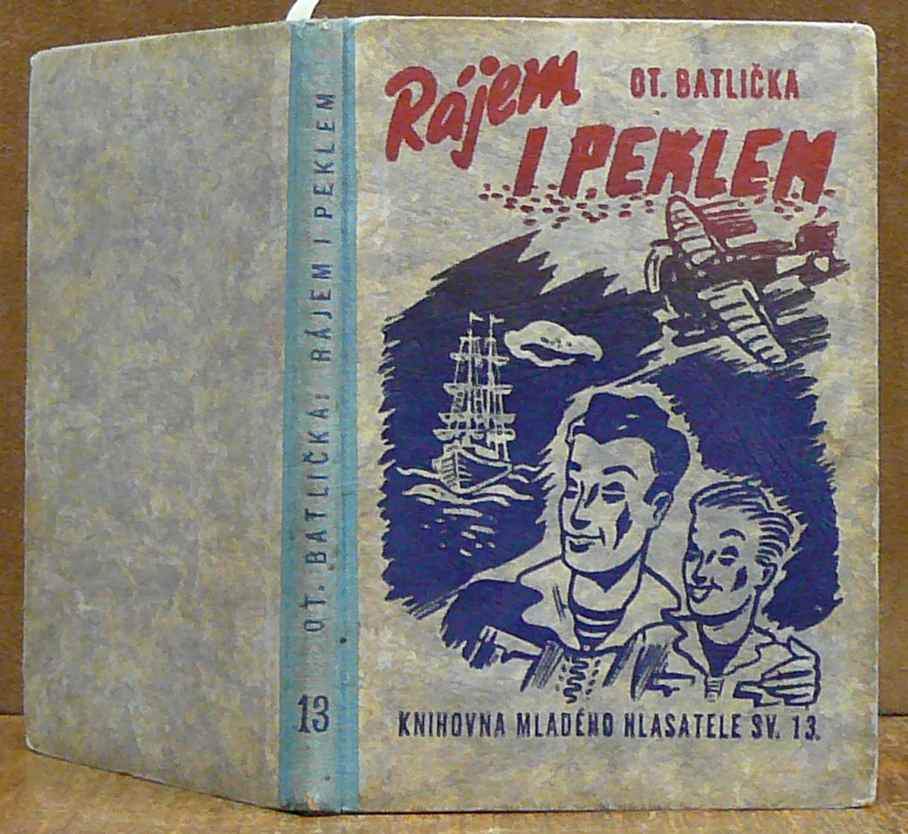 OT. BATLIČKA: RÁJEM I PEKLEM
13
Rájem
OT. BATLIČKA
I PEKLEM
KNIHOVNA MLADÉHO HLASATELE SV. 13.